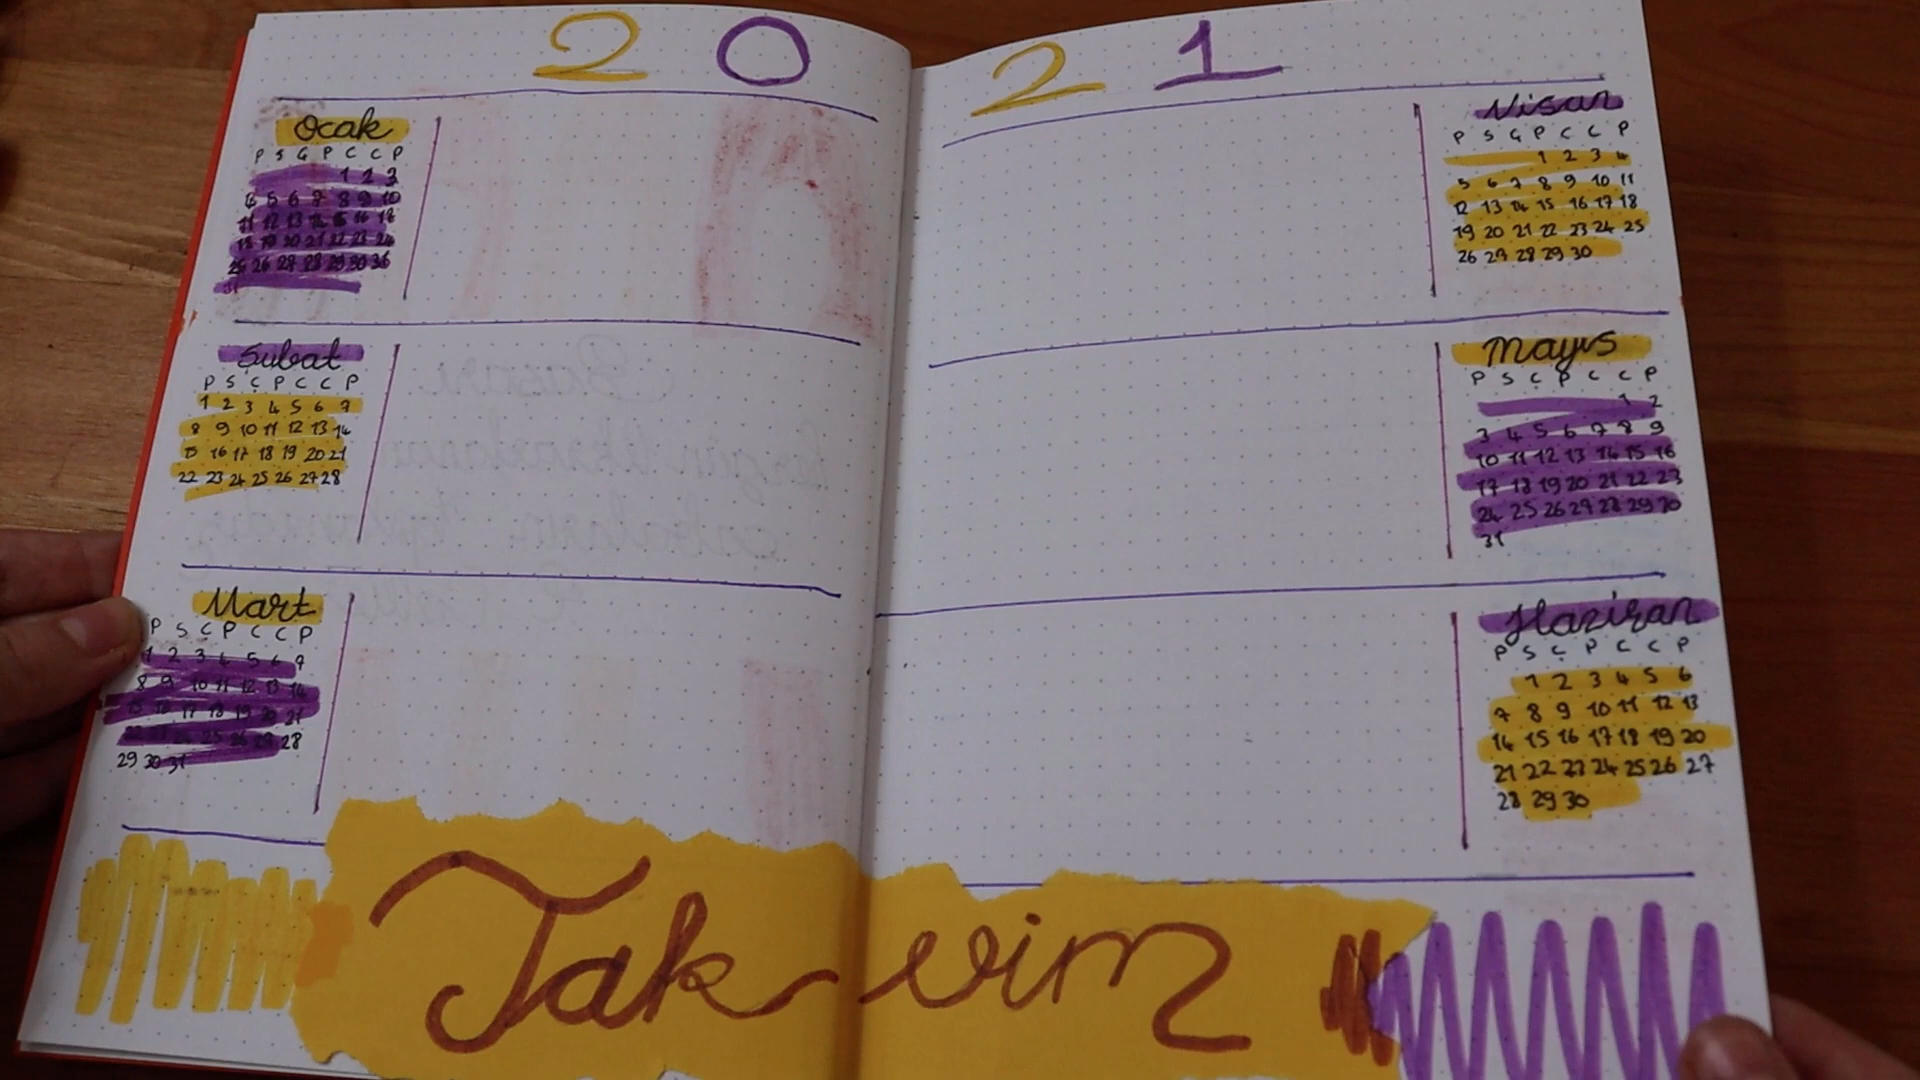 2 0 2 1
Ocak
P S Ç P C C P
1 2 3
4 5 6 7 8 9 10
11 12 13 14 15 16 17
18 19 20 21 22 23 24
25 26 27 28 29 30
31
Şubat
P S Ç P C C P
1 2 3 4 5 6 7
8 9 10 11 12 13 14
15 16 17 18 19 20 21
22 23 24 25 26 27 28
Mart
P S Ç P C C P
1 2 3 4 5 6 7
8 9 10 11 12 13 14
15 16 17 18 19 20 21
22 23 24 25 26 27 28
29 30 31
Nisan
P S Ç P C C P
1 2 3 4
5 6 7 8 9 10 11
12 13 14 15 16 17 18
19 20 21 22 23 24 25
26 27 28 29 30
Mayıs
P S C P C C P
1 2
3 4 5 6 7 8 9
10 11 12 13 14 15 16
17 18 19 20 21 22 23
24 25 26 27 28 29 30
31
Haziran
P S Ç P C C P
1 2 3 4 5 6
7 8 9 10 11 12 13
14 15 16 17 18 19 20
21 22 23 24 25 26 27
28 29 30
Takvim